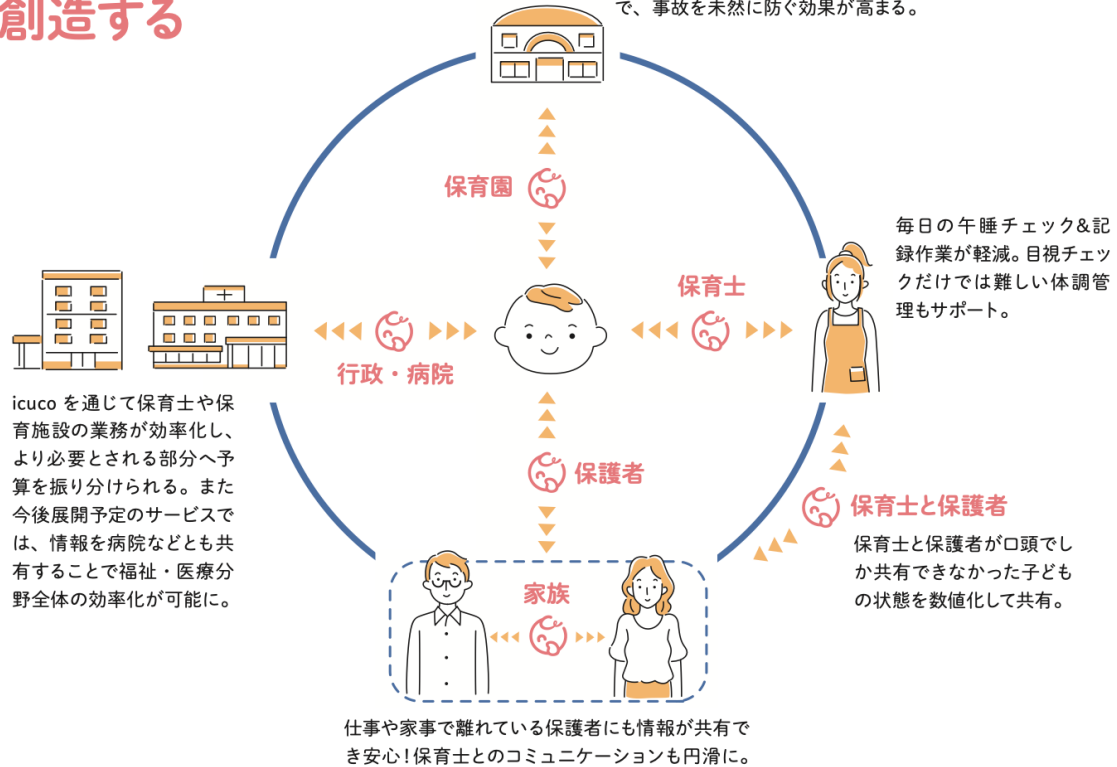 創造する
で、事故を未然に防ぐ効果が高まる。
保育園
毎日の午睡チェック&記
録作業が軽減。目視チェッ
クだけでは難しい体調管
理もサポート。
保育士
行政・病院
icuco を通じて保育士や保
育施設の業務が効率化し、
より必要とされる部分へ予
算を振り分けられる。また
今後展開予定のサービスで
は、情報を病院などとも共
有することで福祉・医療分
野全体の効率化が可能に。
保護者
保育士と保護者
保育士と保護者が口頭でし
か共有できなかった子ども
の状態を数値化して共有。
家族
仕事や家事で離れている保護者にも情報が共有で
き安心!保育士とのコミュニケーションも円滑に。